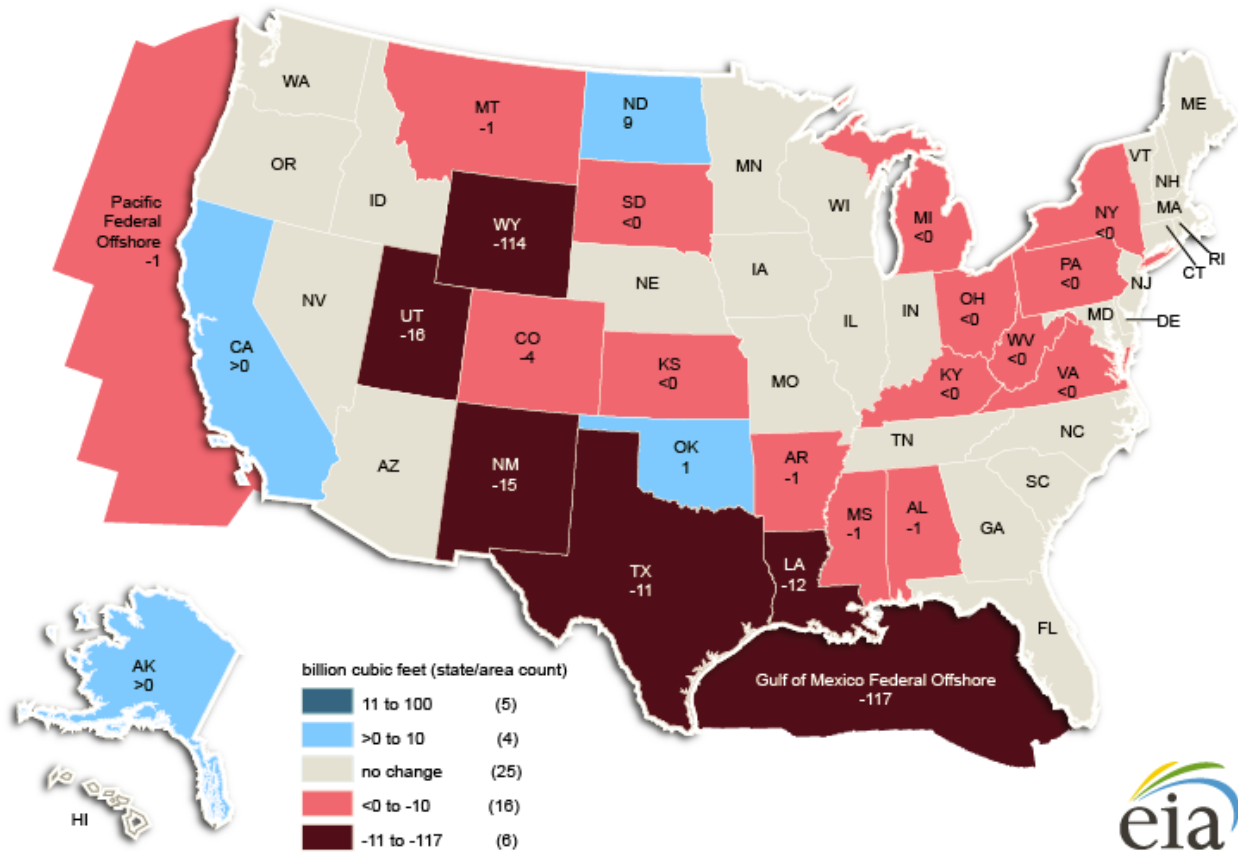 WA
MT
-1
ND
9
ME
OR
MN
VT
NH
ID
SD
<0
WI
MI
<0
NY
<0
MA
RI
CT
Pacific
Federal
Offshore
-1
WY
-114
IA
PA
<0
NJ
NE
OH
<0
MD
DE
NV
UT
-16
IL
IN
CA
>0
CO
-4
KS
<0
MO
WV
<0
KY
<0
VA
<0
AZ
NM
-15
OK
1
AR
-1
TN
NC
SC
MS
-1
AL
-1
GA
TX
-11
LA
-12
FL
Gulf of Mexico Federal Offshore
-117
AK
>0
HI
billion cubic feet (state/area count)
11 to 100 (5)
>0 to 10 (4)
no change (25)
<0 to -10 (16)
-11 to -117 (6)
eia